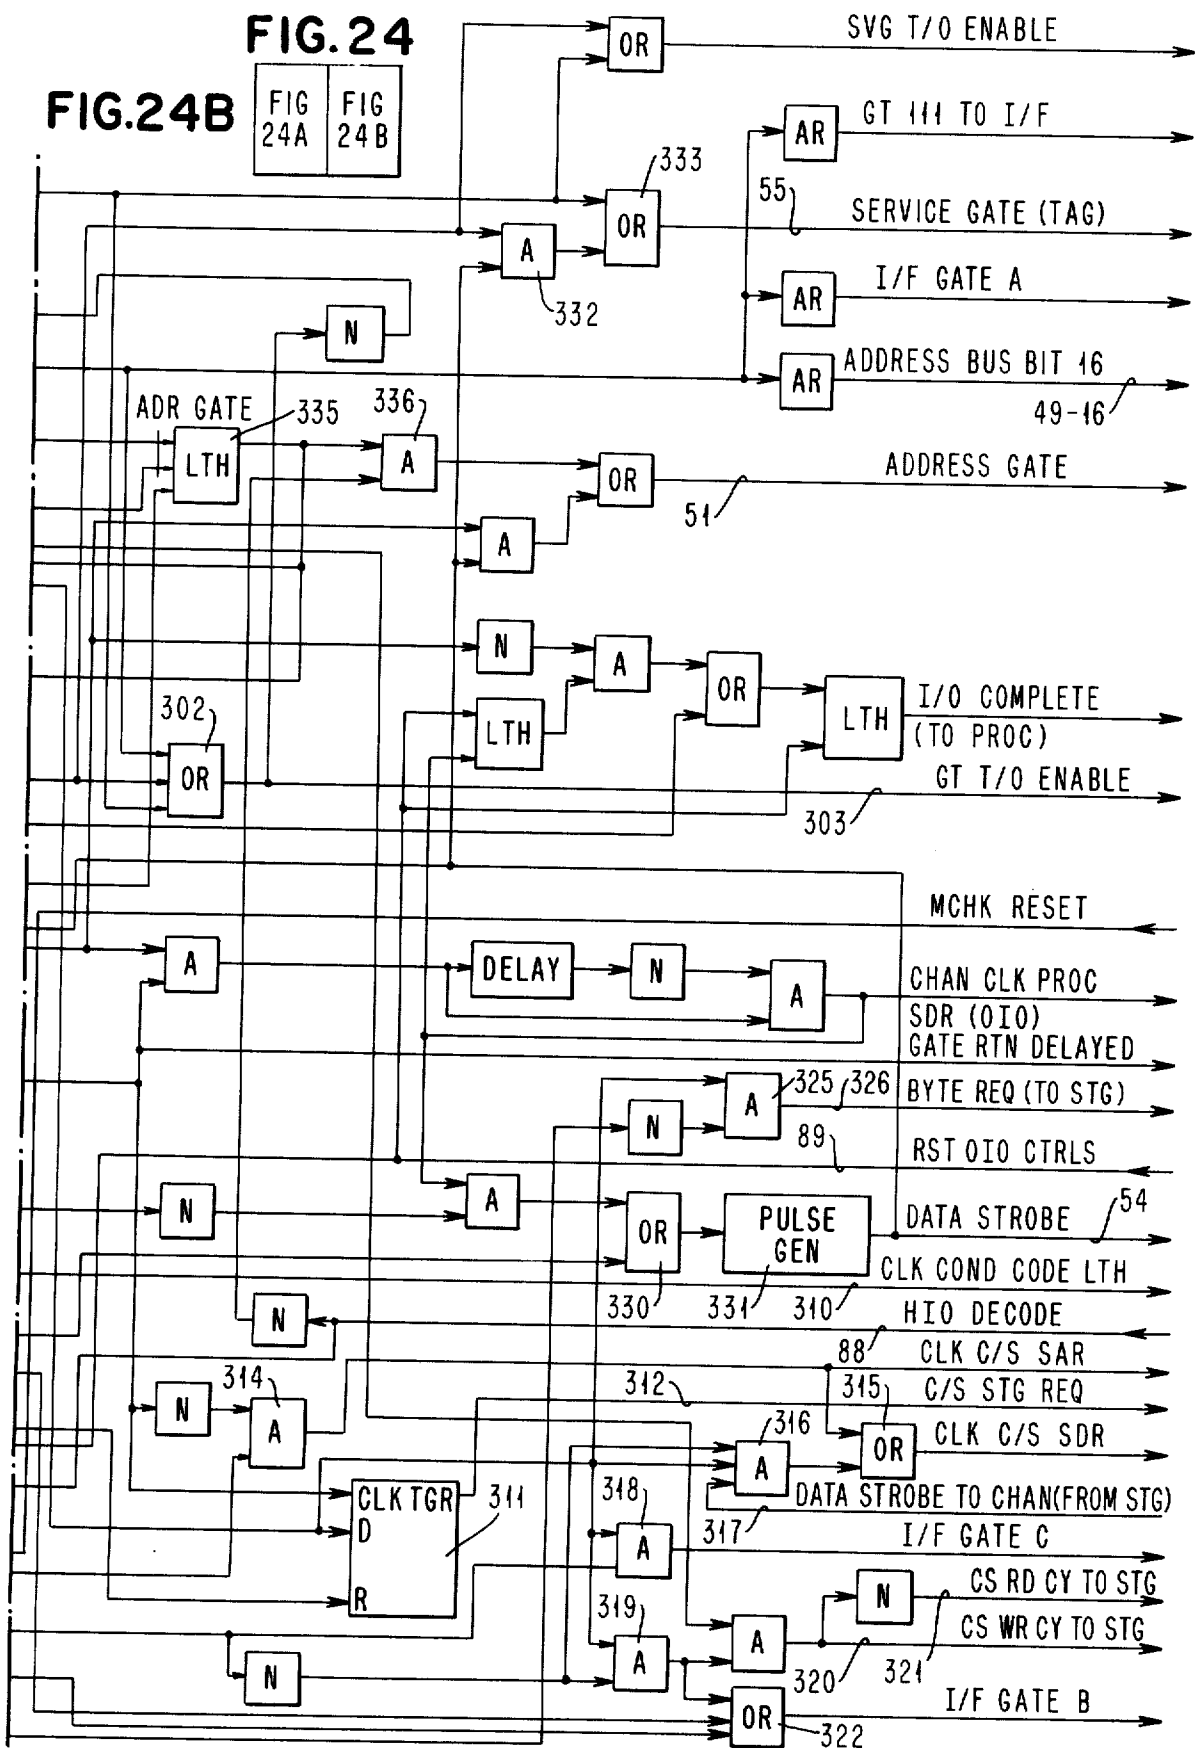 FIG. 24
FIG.24B
FIG 24A
FIG 24B
OR
SVG T/O ENABLE
AR
GT 111 TO I/F
333
OR
55
SERVICE GATE (TAG)
A
332
AR
I/F GATE A
N
AR
ADDRESS BUS BIT 16
49-16
ADR GATE
335
LTH
336
A
OR
51
ADDRESS GATE
A
N
A
OR
LTH
LTH
I/O COMPLETE
(TO PROC)
302
OR
303
GT T/O ENABLE
MCHK RESET
A
DELAY
N
A
CHAN CLK PROC
SDR (OIO)
GATE RTN DELAYED
A
325
326
BYTE REQ (TO STG)
N
89
RST OIO CTRLS
N
A
OR
330
PULSE
GEN
331
DATA STROBE
54
310
CLK COND CODE LTH
N
88
HIO DECODE
CLK C/S SAR
312
C/S STG REQ
N
314
A
315
OR
CLK C/S SDR
316
A
317
DATA STROBE TO CHAN(FROM STG)
CLK TGR
D
R
311
318
A
I/F GATE C
N
CS RD CY TO STG
321
319
A
A
320
CS WR CY TO STG
N
OR
322
I/F GATE B